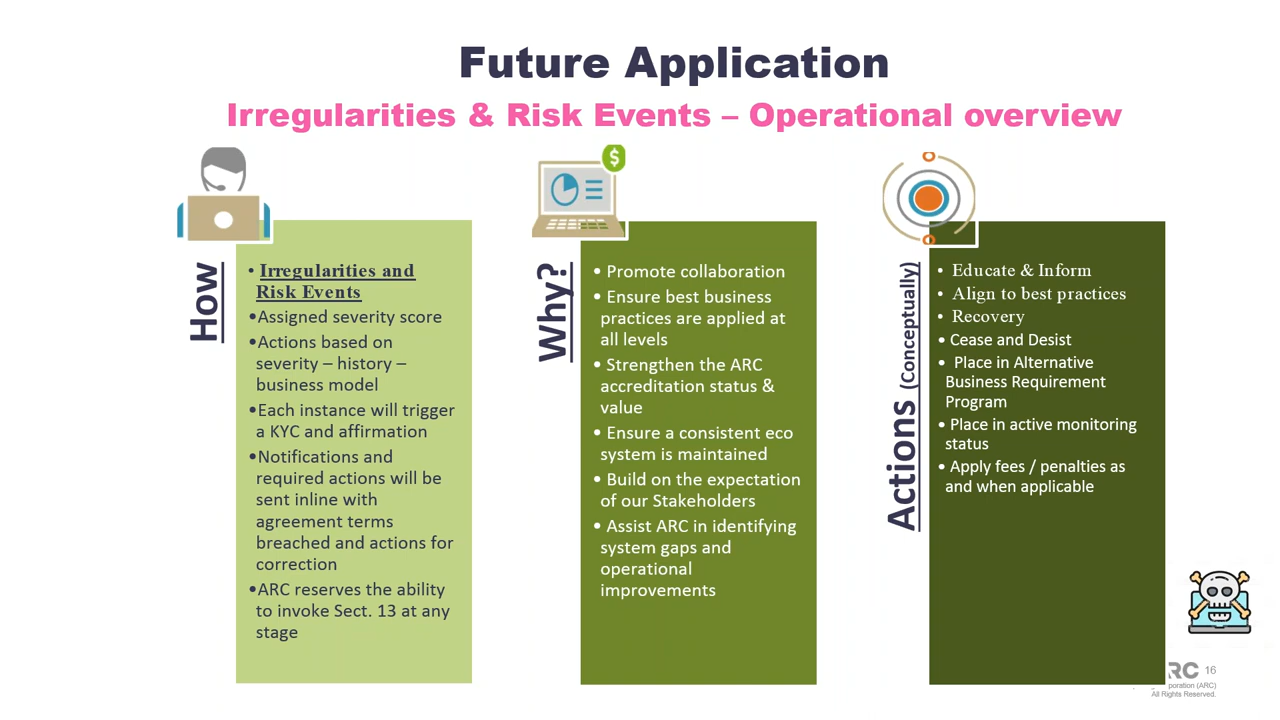 Future Application
Irregularities & Risk Events – Operational overview
How
• Irregularities and
Risk Events
•Assigned severity score
•Actions based on
severity – history –
business model
•Each instance will trigger
a KYC and affirmation
•Notifications and
required actions will be
sent inline with
agreement terms
breached and actions for
correction
•ARC reserves the ability
to invoke Sect. 13 at any
stage
$
Why?
• Promote collaboration
• Ensure best business
practices are applied at
all levels
• Strengthen the ARC
accreditation status &
value
• Ensure a consistent eco
system is maintained
• Build on the expectation
of our Stakeholders
• Assist ARC in identifying
system gaps and
operational
improvements
Actions (Conceptually)
• Educate & Inform
• Align to best practices
• Recovery
• Cease and Desist
• Place in Alternative
Business Requirement
Program
• Place in active monitoring
status
• Apply fees / penalties as
and when applicable
RC 16
poration (ARC)
All Rights Reserved.